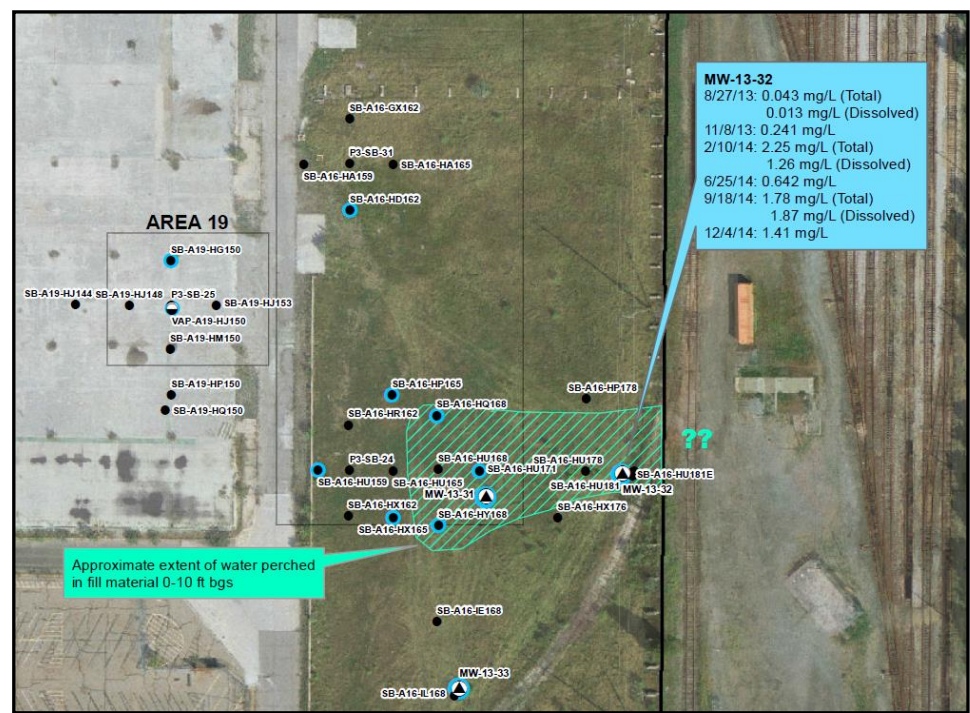 MW-13-32
8/27/13: 0.043 mg/L (Total)
0.013 mg/L (Dissolved)
11/8/13: 0.241 mg/L
2/10/14: 2.25 mg/L (Total)
1.26 mg/L (Dissolved)
6/25/14: 0.642 mg/L
9/18/14: 1.78 mg/L (Total)
1.87 mg/L (Dissolved)
12/4/14: 1.41 mg/L
SB-A16-GX162
P3-SB-31
SB-A16-HA165
SB-A16-HA159
SB-A16-HD162
AREA 19
SB-A19-HG150
SB-A19-HJ144
SB-A19-HJ148
P3-SB-25
SB-A19-HJ153
VAP-A19-HJ150
SB-A19-HM150
SB-A19-HP150
SB-A19-HQ150
SB-A16-HP165
SB-A16-HP178
SB-A16-HQ168
SB-A16-HR162
??
P3-SB-24
SB-A16-HU168
SB-A16-HU178
SB-A16-HU171
SB-A16-HU181E
SB-A16-HU159
SB-A16-HU165
SB-A16-HU181
MW-13-32
MW-13-31
SB-A16-HX162
SB-A16-HY168
SB-A16-HX176
SB-A16-HX165
Approximate extent of water perched
in fill material 0-10 ft bgs
SB-A16-IE168
MW-13-33
SB-A16-IL168